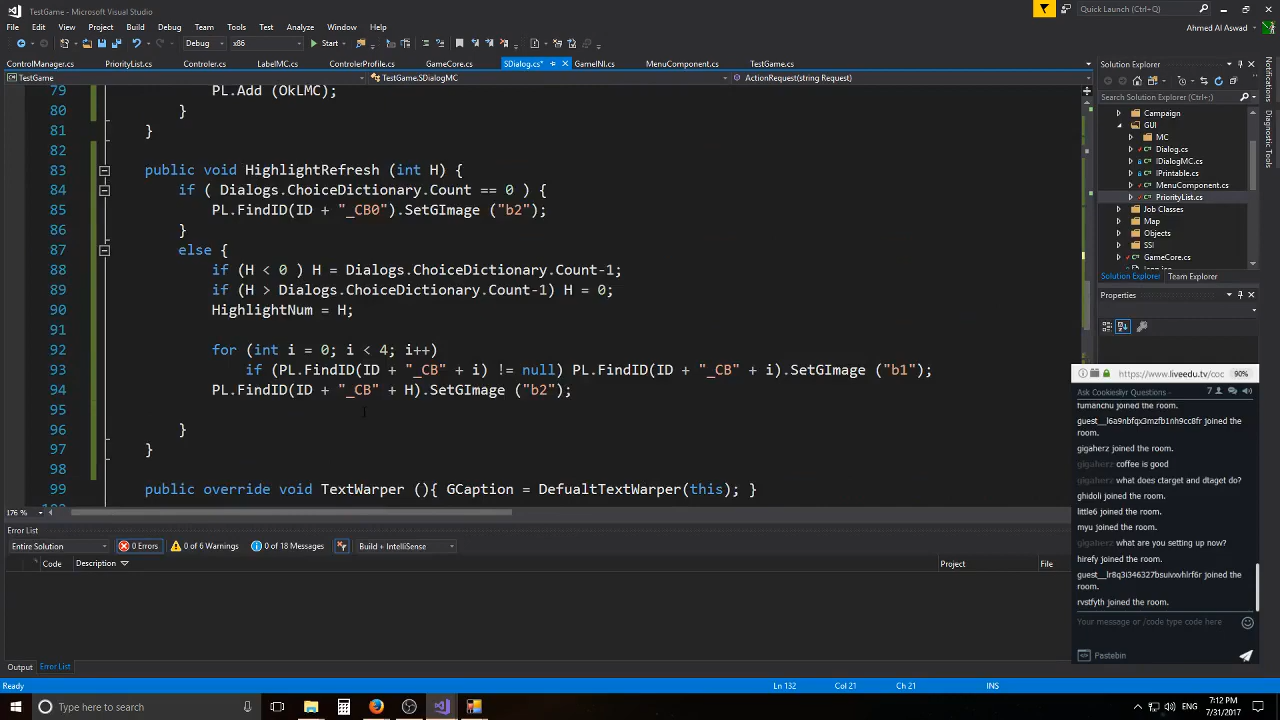 TestGame - Microsoft Visual Studio
Quick Launch (Ctrl+Q)
File Edit View Project Build Debug Team Tools Test Analyze Window Help
Ahmed Al Aswad
Debug x86 Start
ControlManager.cs PriorityList.cs Controler.cs LabelMC.cs GameCore.cs SDialog.cs* GameINI.cs MenuComponent.cs TestGame.cs
TestGame TestGame.SDialogMC ActionRequest(string Request)
79 PL.Add (OkLMC);
80 }
81 }
82
83 public void HighlightRefresh (int H) {
84 if ( Dialogs.ChoiceDictionary.Count == 0 ) {
85 PL.FindID(ID + "_CB0").SetGImage ("b2");
86 }
87 else {
88 if (H < 0 ) H = Dialogs.ChoiceDictionary.Count-1;
89 if (H > Dialogs.ChoiceDictionary.Count-1) H = 0;
90 HighlightNum = H;
91
92 for (int i = 0; i < 4; i++)
93 if (PL.FindID(ID + "_CB" + i) != null) PL.FindID(ID + "_CB" + i).SetGImage ("b1");
94 PL.FindID(ID + "_CB" + H).SetGImage ("b2");
95
96 }
97 }
98
99 public override void TextWarper (){ GCaption = DefualtTextWarper(this); }
176 %
Error List
Entire Solution 0 Errors 0 of 6 Warnings 0 of 18 Messages Build + IntelliSense
Code Description Project File
Output Error List
Ready Ln 132 Col 21 Ch 21 INS
Solution Explorer
Search Solution Explorer (Ctrl+;)
Campaign
GUI
MC
Dialog.cs
IDialogMC.cs
IPrintable.cs
MenuComponent.cs
PriorityList.cs
Job Classes
Map
Objects
SSI
GameCore.cs
Solution Explorer Team Explorer
Properties
Notifications
Diagnostic Tools
https://www.liveedu.tv/coc 90%
Ask Cookieslyr Questions 7
fumanchu joined the room.
guest__l6a9nbfqx3mzfb1nh9cc8fr joined the
room.
gigaherz joined the room.
gigaherz coffee is good
gigaherz what does ctarget and dtaget do?
ghidoli joined the room.
little6 joined the room.
myu joined the room.
gigaherz what are you setting up now?
hirefy joined the room.
guest__lr8q3i346327bsuivxvhlrf6r joined the
room.
rvstfyth joined the room.
Your message or /code type code here
Pastebin
Type here to search
ENG
7:12 PM
7/31/2017